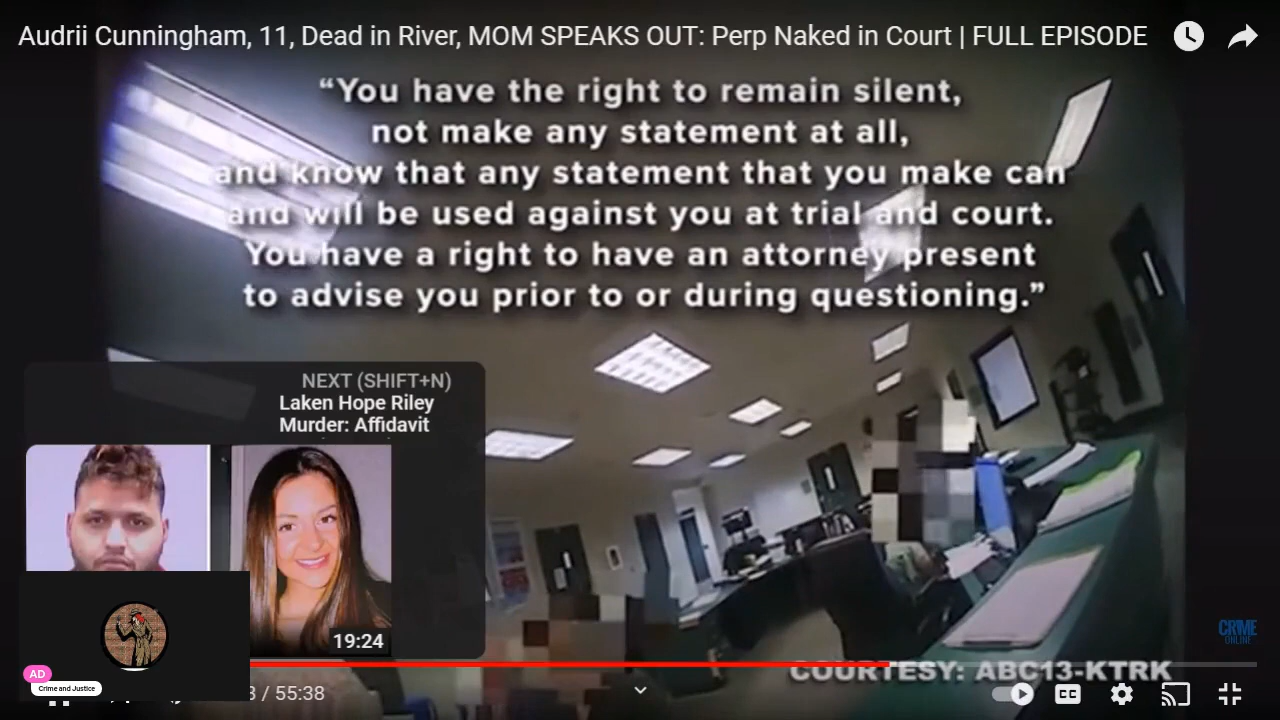 Audrii Cunningham, 11, Dead in River, MOM SPEAKS OUT: Perp Naked in Court | FULL EPISODE
“You have the right to remain silent,
not make any statement at all,
and know that any statement that you make can
and will be used against you at trial and court.
You have a right to have an attorney present
to advise you prior to or during questioning.”
NEXT (SHIFT+N)
Laken Hope Riley
Murder: Affidavit
19:24
CRIME
ONLINE
COURTESY: ABC13-KTRK
AD
Crime and Justice
/ 55:38
CC